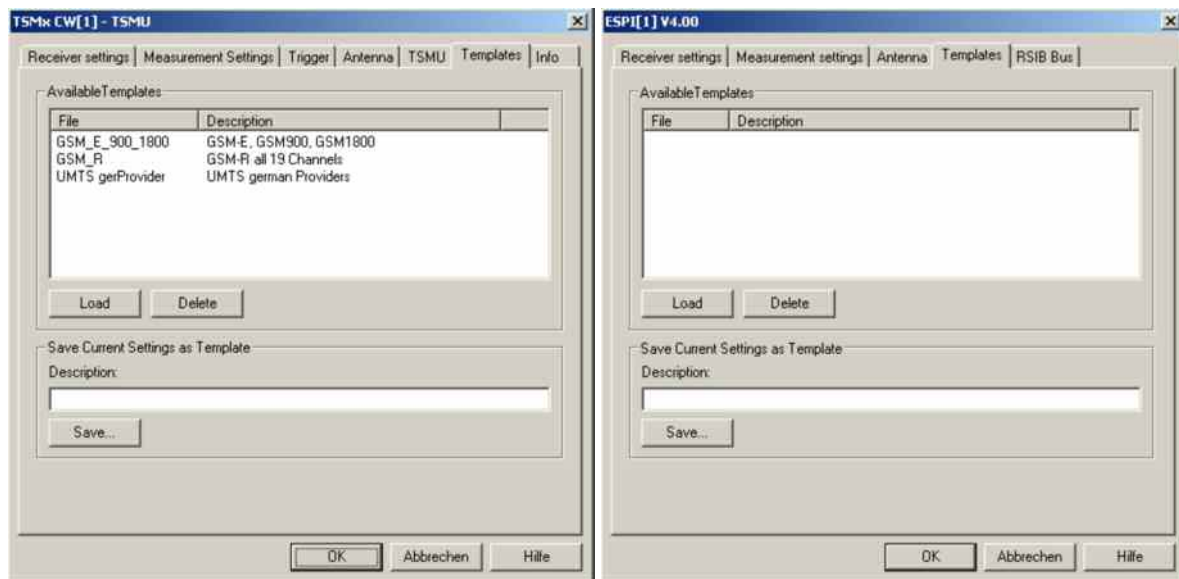 TSMx CW[1] - TSMU
Receiver settings Measurement Settings Trigger Antenna TSMU Templates Info
AvailableTemplates
File Description
GSM_E_900_1800 GSM-E, GSM900, GSM1800
GSM_R GSM-R all 19 Channels
UMTS gerProvider UMTS german Providers
Load Delete
Save Current Settings as Template
Description:
Save...
OK Abbrechen Hilfe
ESPI[1] V4.00
Receiver settings Measurement settings Antenna Templates RSIB Bus
AvailableTemplates
File Description
Load Delete
Save Current Settings as Template
Description:
Save...
OK Abbrechen Hilfe